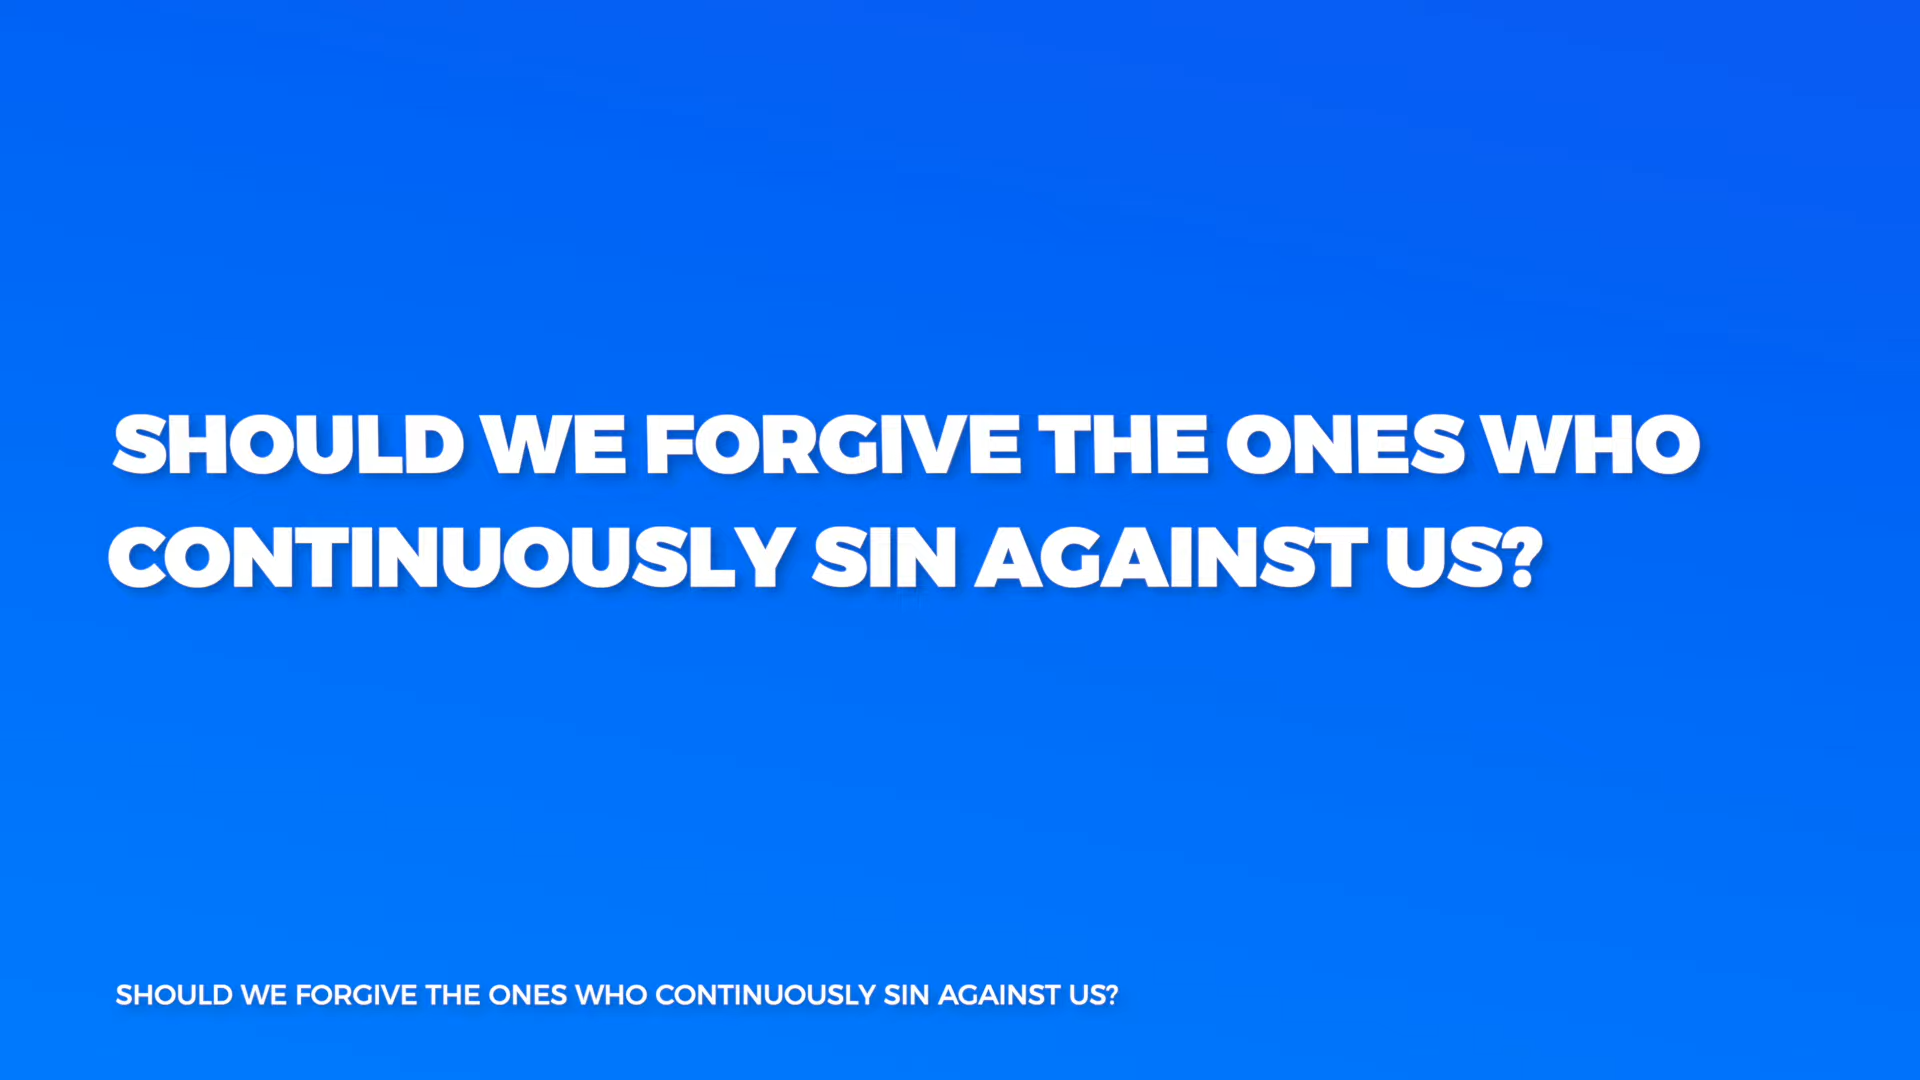 SHOULD WE FORGIVE THE ONES WHO
CONTINUOUSLY SIN AGAINST US?
SHOULD WE FORGIVE THE ONES WHO CONTINUOUSLY SIN AGAINST US?